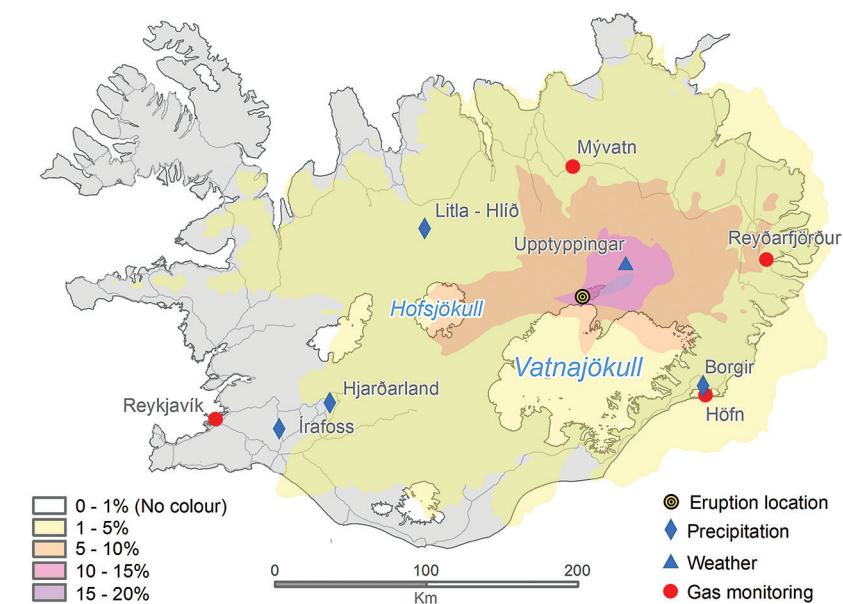 Mývatn
Litla - Hlíð
Upptyppingar
Reyðarfjörður
Hofsjökull
Vatnajökull
Borgir
Hjarðarland
Reykjavík
Höfn
Írafoss
0 - 1% (No colour)
1 - 5%
5 - 10%
10 - 15%
15 - 20%
0 100 200
Km
Eruption location
Precipitation
Weather
Gas monitoring